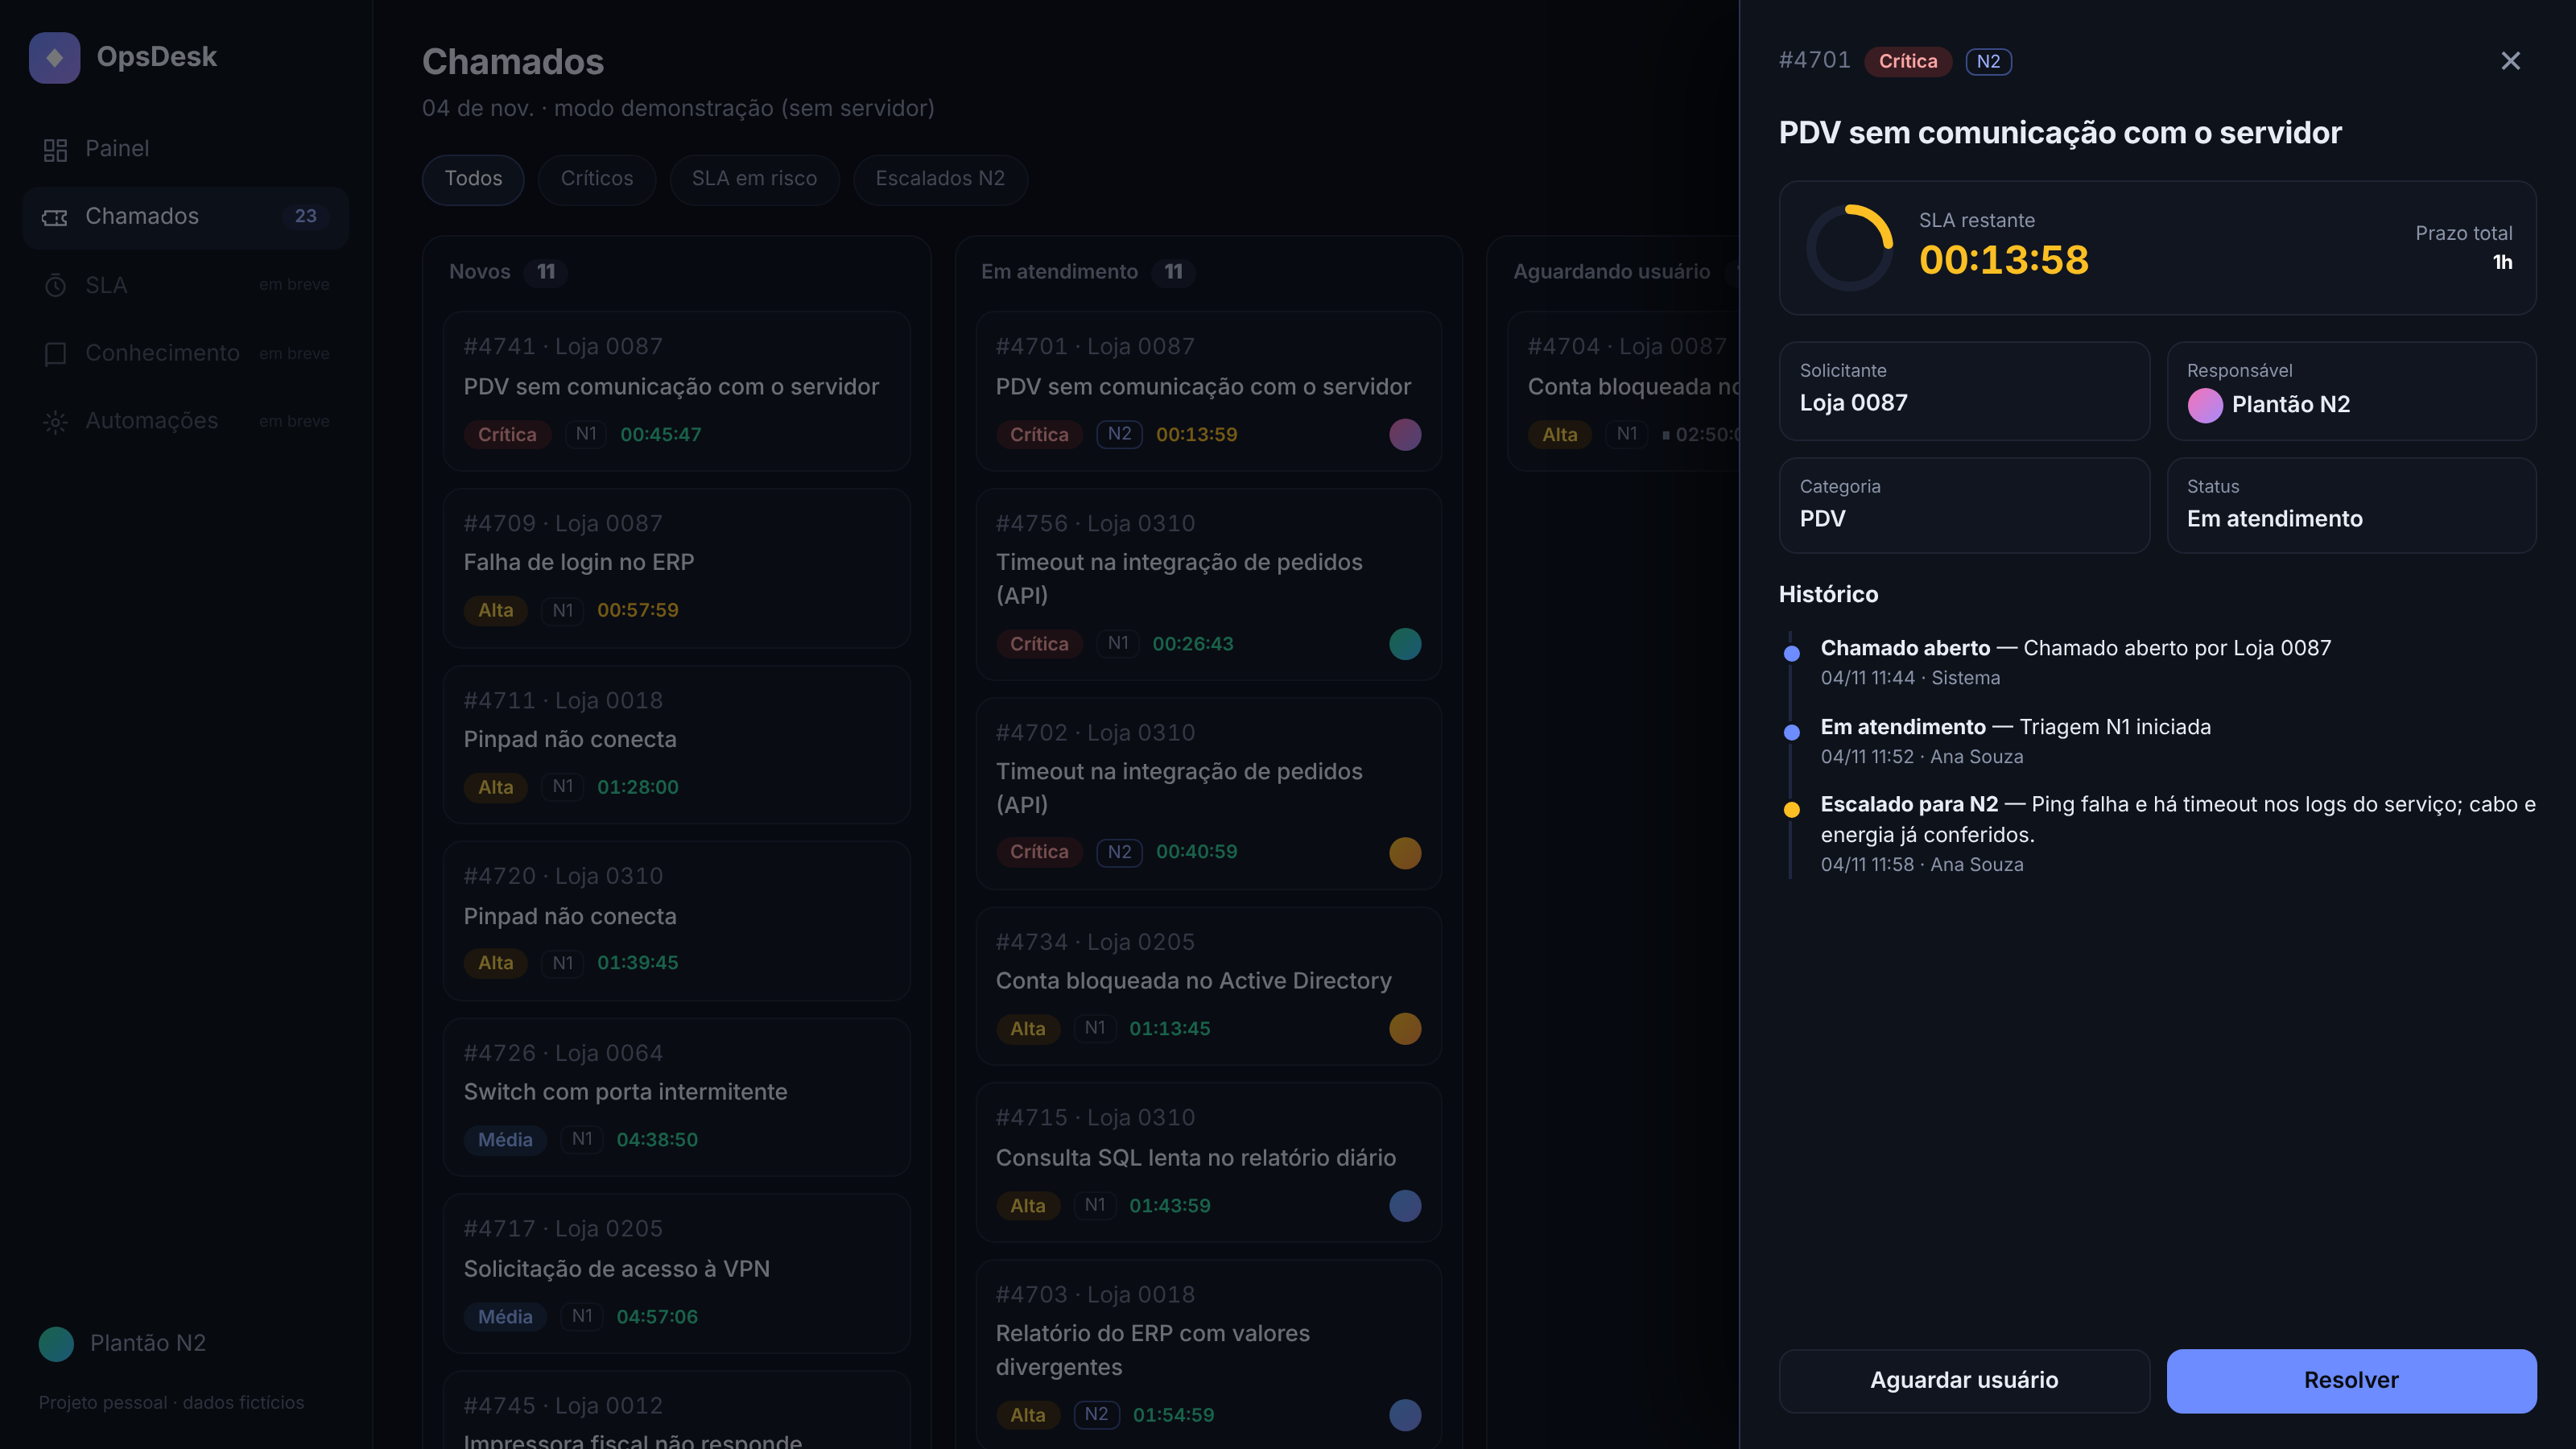 OpsDesk
Painel
Chamados 23
SLA em breve
Conhecimento em breve
Automações em breve
Plantão N2
Projeto pessoal · dados fictícios
Chamados
04 de nov. · modo demonstração (sem servidor)
Todos Críticos SLA em risco Escalados N2
Novos 11
#4741 · Loja 0087
PDV sem comunicação com o servidor
Crítica N1 00:45:47
#4709 · Loja 0087
Falha de login no ERP
Alta N1 00:57:59
#4711 · Loja 0018
Pinpad não conecta
Alta N1 01:28:00
#4720 · Loja 0310
Pinpad não conecta
Alta N1 01:39:45
#4726 · Loja 0064
Switch com porta intermitente
Média N1 04:38:50
#4717 · Loja 0205
Solicitação de acesso à VPN
Média N1 04:57:06
#4745 · Loja 0012
Impressora fiscal não responde
Em atendimento 11
#4701 · Loja 0087
PDV sem comunicação com o servidor
Crítica N2 00:13:59
#4756 · Loja 0310
Timeout na integração de pedidos
(API)
Crítica N1 00:26:43
#4702 · Loja 0310
Timeout na integração de pedidos
(API)
Crítica N2 00:40:59
#4734 · Loja 0205
Conta bloqueada no Active Directory
Alta N1 01:13:45
#4715 · Loja 0310
Consulta SQL lenta no relatório diário
Alta N1 01:43:59
#4703 · Loja 0018
Relatório do ERP com valores
divergentes
Alta N2 01:54:59
Aguardando usuário
#4704 · Loja 0087
Conta bloqueada no
Alta N1 02:50:0
#4701 Crítica N2
PDV sem comunicação com o servidor
SLA restante
00:13:58
Prazo total
1h
Solicitante
Loja 0087
Responsável
Plantão N2
Categoria
PDV
Status
Em atendimento
Histórico
Chamado aberto — Chamado aberto por Loja 0087
04/11 11:44 · Sistema
Em atendimento — Triagem N1 iniciada
04/11 11:52 · Ana Souza
Escalado para N2 — Ping falha e há timeout nos logs do serviço; cabo e
energia já conferidos.
04/11 11:58 · Ana Souza
Aguardar usuário
Resolver